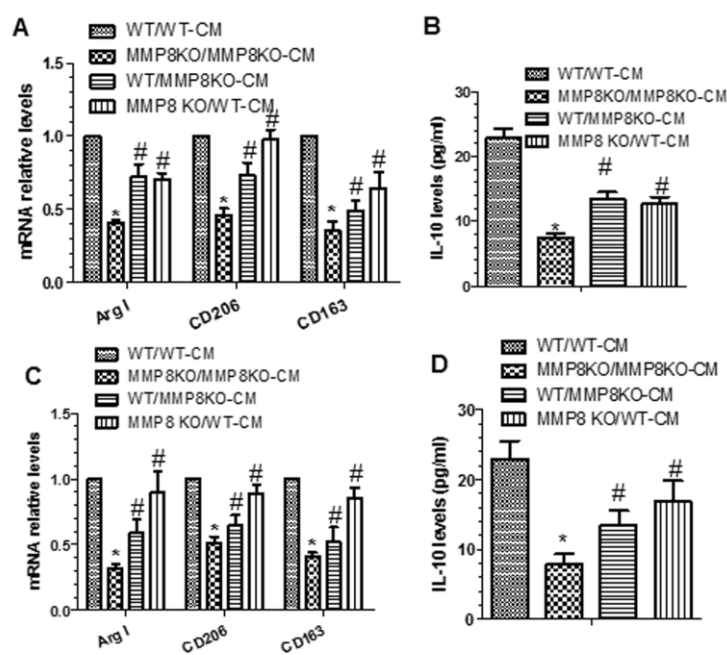 A
WT/WT-CM
MMP8KO/MMP8KO-CM
WT/MMP8KO-CM
MMP8 KO/WT-CM
mRNA relative levels
1.5
1.0
0.5
0.0
# # # # # #
* * *
Arg I
CD206
CD163
B
WT/WT-CM
MMP8KO/MMP8KO-CM
WT/MMP8KO-CM
MMP8 KO/WT-CM
IL-10 levels (pg/ml)
30
20
10
0
* # #
C
WT/WT-CM
MMP8KO/MMP8KO-CM
WT/MMP8KO-CM
MMP8 KO/WT-CM
mRNA relative levels
1.5
1.0
0.5
0.0
# # # # # #
* * *
Arg I
CD206
CD163
D
WT/WT-CM
MMP8KO/MMP8KO-CM
WT/MMP8KO-CM
MMP8 KO/WT-CM
IL-10 levels (pg/ml)
30
20
10
0
* # #